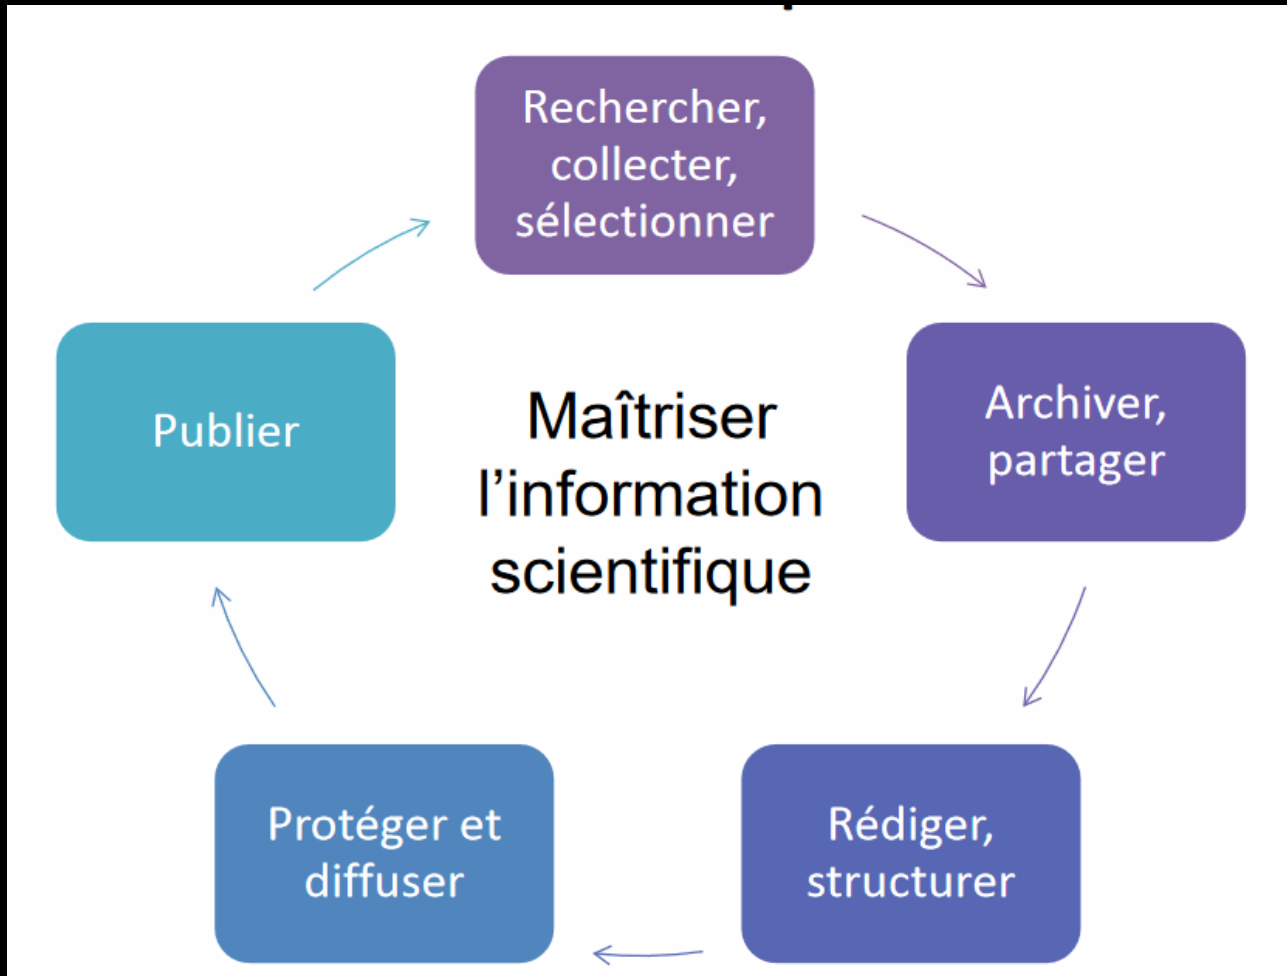 Rechercher,
collecter,
sélectionner
Archiver,
partager
Rédiger,
structurer
Protéger et
diffuser
Publier
Maîtriser
l’information
scientifique